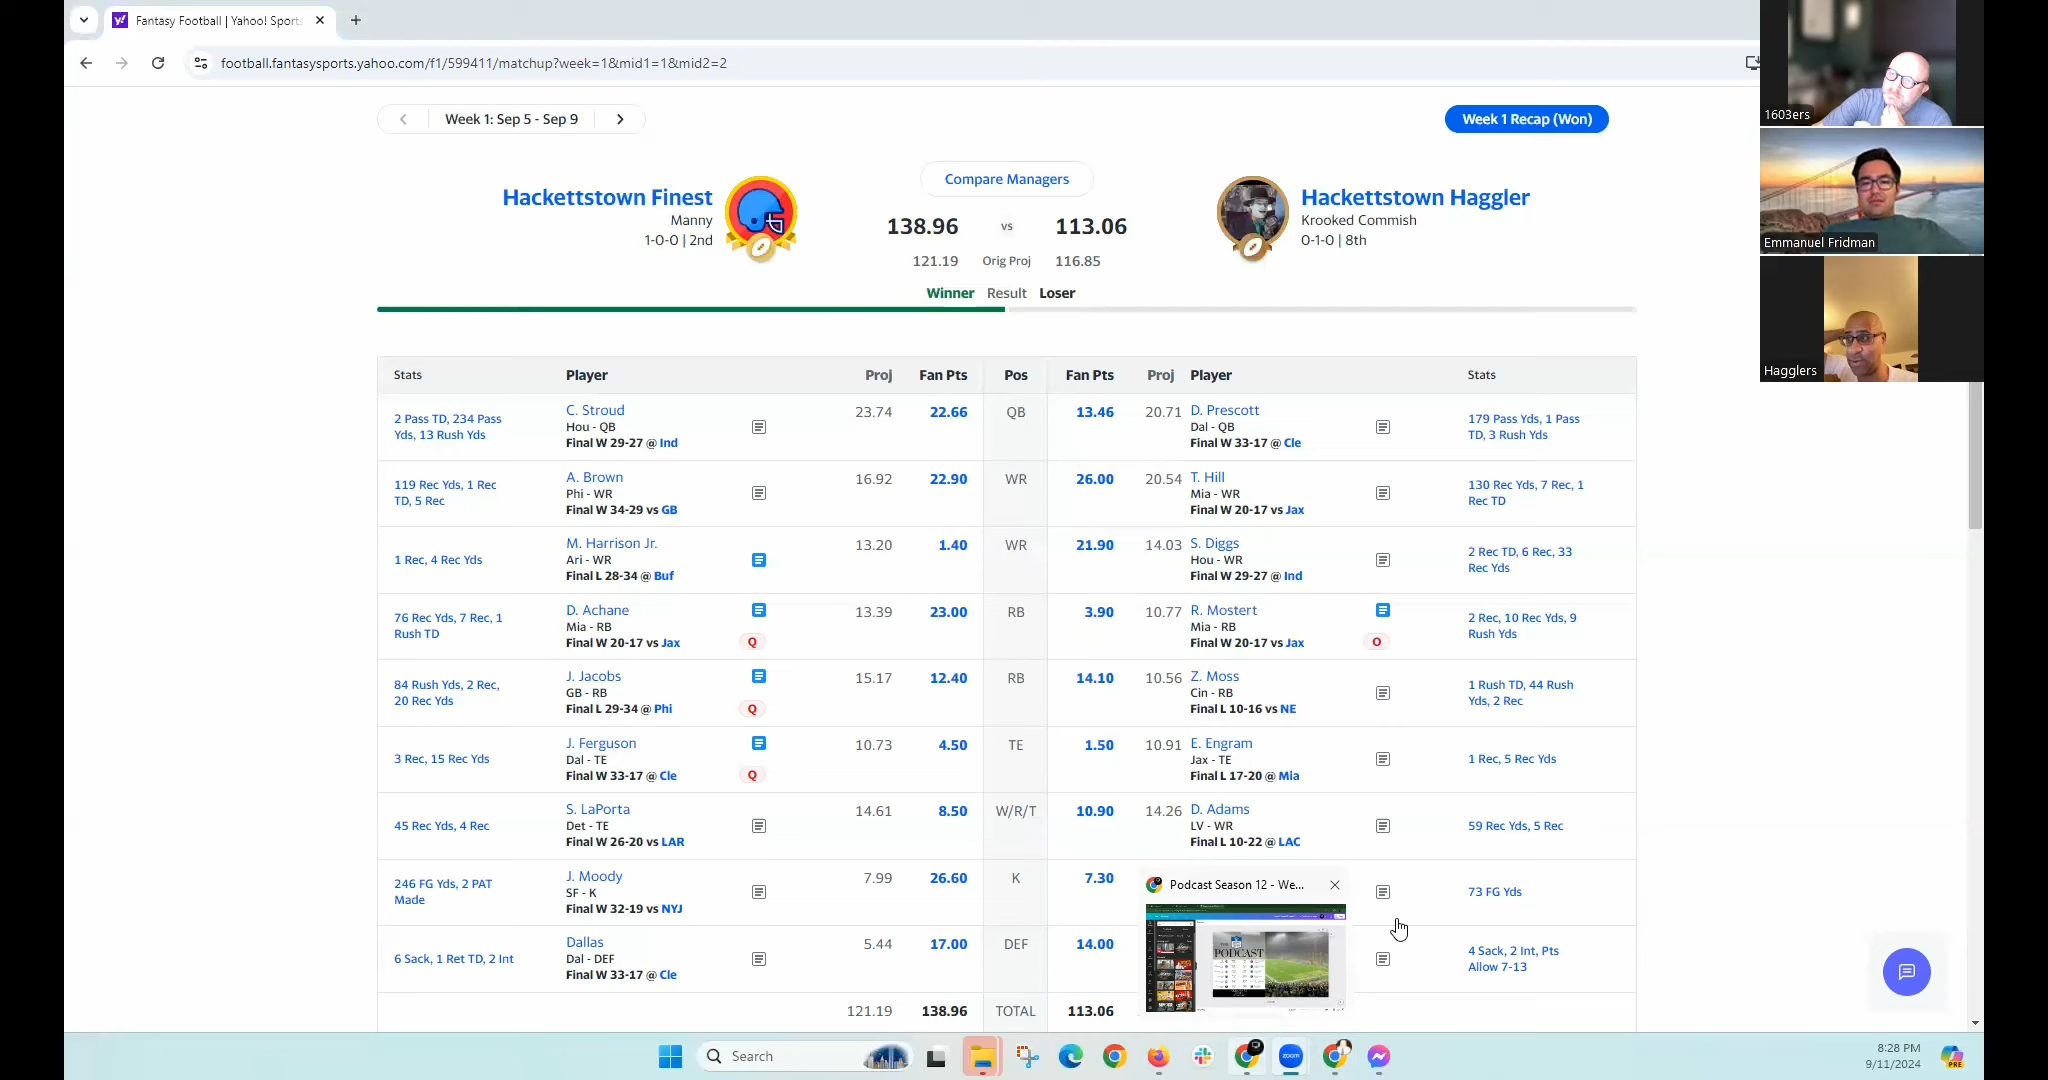 Fantasy Football | Yahoo! Sports
football.fantasysports.yahoo.com/f1/599411/matchup?week=1&mid1=1&mid2=2
1603ers
Emmanuel Fridman
Hagglers
Week 1: Sep 5 - Sep 9
Week 1 Recap (Won)
Compare Managers
Hackettstown Finest
Manny
1-0-0 | 2nd
138.96 vs 113.06
121.19 Orig Proj 116.85
Winner Result Loser
Hackettstown Haggler
Krooked Commish
0-1-0 | 8th
Stats Player Proj Fan Pts Pos Fan Pts Proj Player Stats
2 Pass TD, 234 Pass
Yds, 13 Rush Yds
C. Stroud
Hou - QB
Final W 29-27 @ Ind
23.74 22.66 QB 13.46 20.71
D. Prescott
Dal - QB
Final W 33-17 @ Cle
179 Pass Yds, 1 Pass
TD, 3 Rush Yds
119 Rec Yds, 1 Rec
TD, 5 Rec
A. Brown
Phi - WR
Final W 34-29 vs GB
16.92 22.90 WR 26.00 20.54
T. Hill
Mia - WR
Final W 20-17 vs Jax
130 Rec Yds, 7 Rec, 1
Rec TD
1 Rec, 4 Rec Yds
M. Harrison Jr.
Ari - WR
Final L 28-34 @ Buf
13.20 1.40 WR 21.90 14.03
S. Diggs
Hou - WR
Final W 29-27 @ Ind
2 Rec TD, 6 Rec, 33
Rec Yds
76 Rec Yds, 7 Rec, 1
Rush TD
D. Achane
Mia - RB
Final W 20-17 vs Jax
Q
13.39 23.00 RB 3.90 10.77
R. Mostert
Mia - RB
Final W 20-17 vs Jax
O
2 Rec, 10 Rec Yds, 9
Rush Yds
84 Rush Yds, 2 Rec,
20 Rec Yds
J. Jacobs
GB - RB
Final L 29-34 @ Phi
Q
15.17 12.40 RB 14.10 10.56
Z. Moss
Cin - RB
Final L 10-16 vs NE
1 Rush TD, 44 Rush
Yds, 2 Rec
3 Rec, 15 Rec Yds
J. Ferguson
Dal - TE
Final W 33-17 @ Cle
Q
10.73 4.50 TE 1.50 10.91
E. Engram
Jax - TE
Final L 17-20 @ Mia
1 Rec, 5 Rec Yds
45 Rec Yds, 4 Rec
S. LaPorta
Det - TE
Final W 26-20 vs LAR
14.61 8.50 W/R/T 10.90 14.26
D. Adams
LV - WR
Final L 10-22 @ LAC
59 Rec Yds, 5 Rec
246 FG Yds, 2 PAT
Made
J. Moody
SF - K
Final W 32-19 vs NYJ
7.99 26.60 K 7.30
73 FG Yds
Podcast Season 12 - We...
PODCAST
6 Sack, 1 Ret TD, 2 Int
Dallas
Dal - DEF
Final W 33-17 @ Cle
5.44 17.00 DEF 14.00
4 Sack, 2 Int, Pts
Allow 7-13
121.19 138.96 TOTAL 113.06
Search
zoom
8:28 PM
9/11/2024
PRE